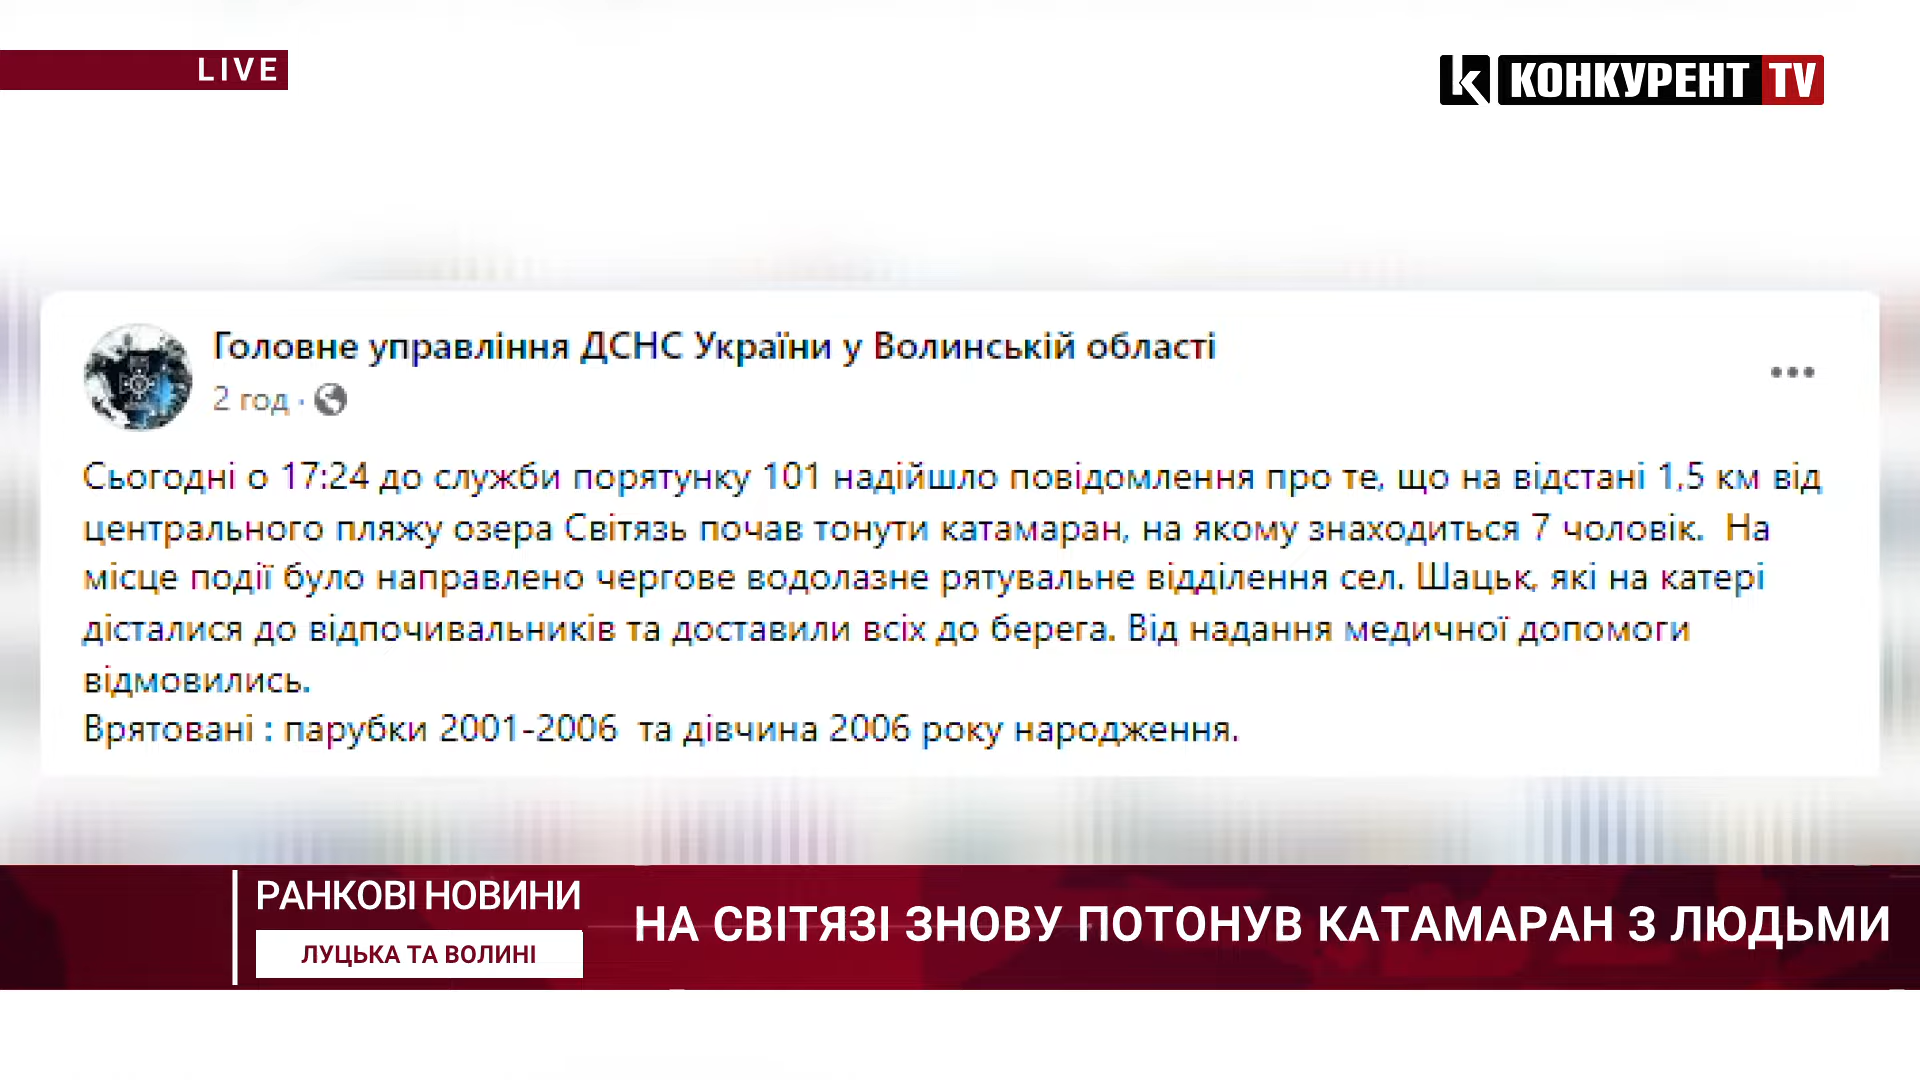 LIVE
К КОНКУРЕНТ TV
Головне управління ДСНС України у Волинській області
2 год ·
Сьогодні о 17:24 до служби порятунку 101 надійшло повідомлення про те, що на відстані 1,5 км від
центрального пляжу озера Світязь почав тонути катамаран, на якому знаходиться 7 чоловік. На
місце події було направлено чергове водолазне рятувальне відділення сел. Шацьк, які на катері
дісталися до відпочивальників та доставили всіх до берега. Від надання медичної допомоги
відмовились.
Врятовані : парубки 2001-2006 та дівчина 2006 року народження.
РАНКОВІ НОВИНИ
ЛУЦЬКА ТА ВОЛИНІ
НА СВІТЯЗІ ЗНОВУ ПОТОНУВ КАТАМАРАН З ЛЮДЬМИ